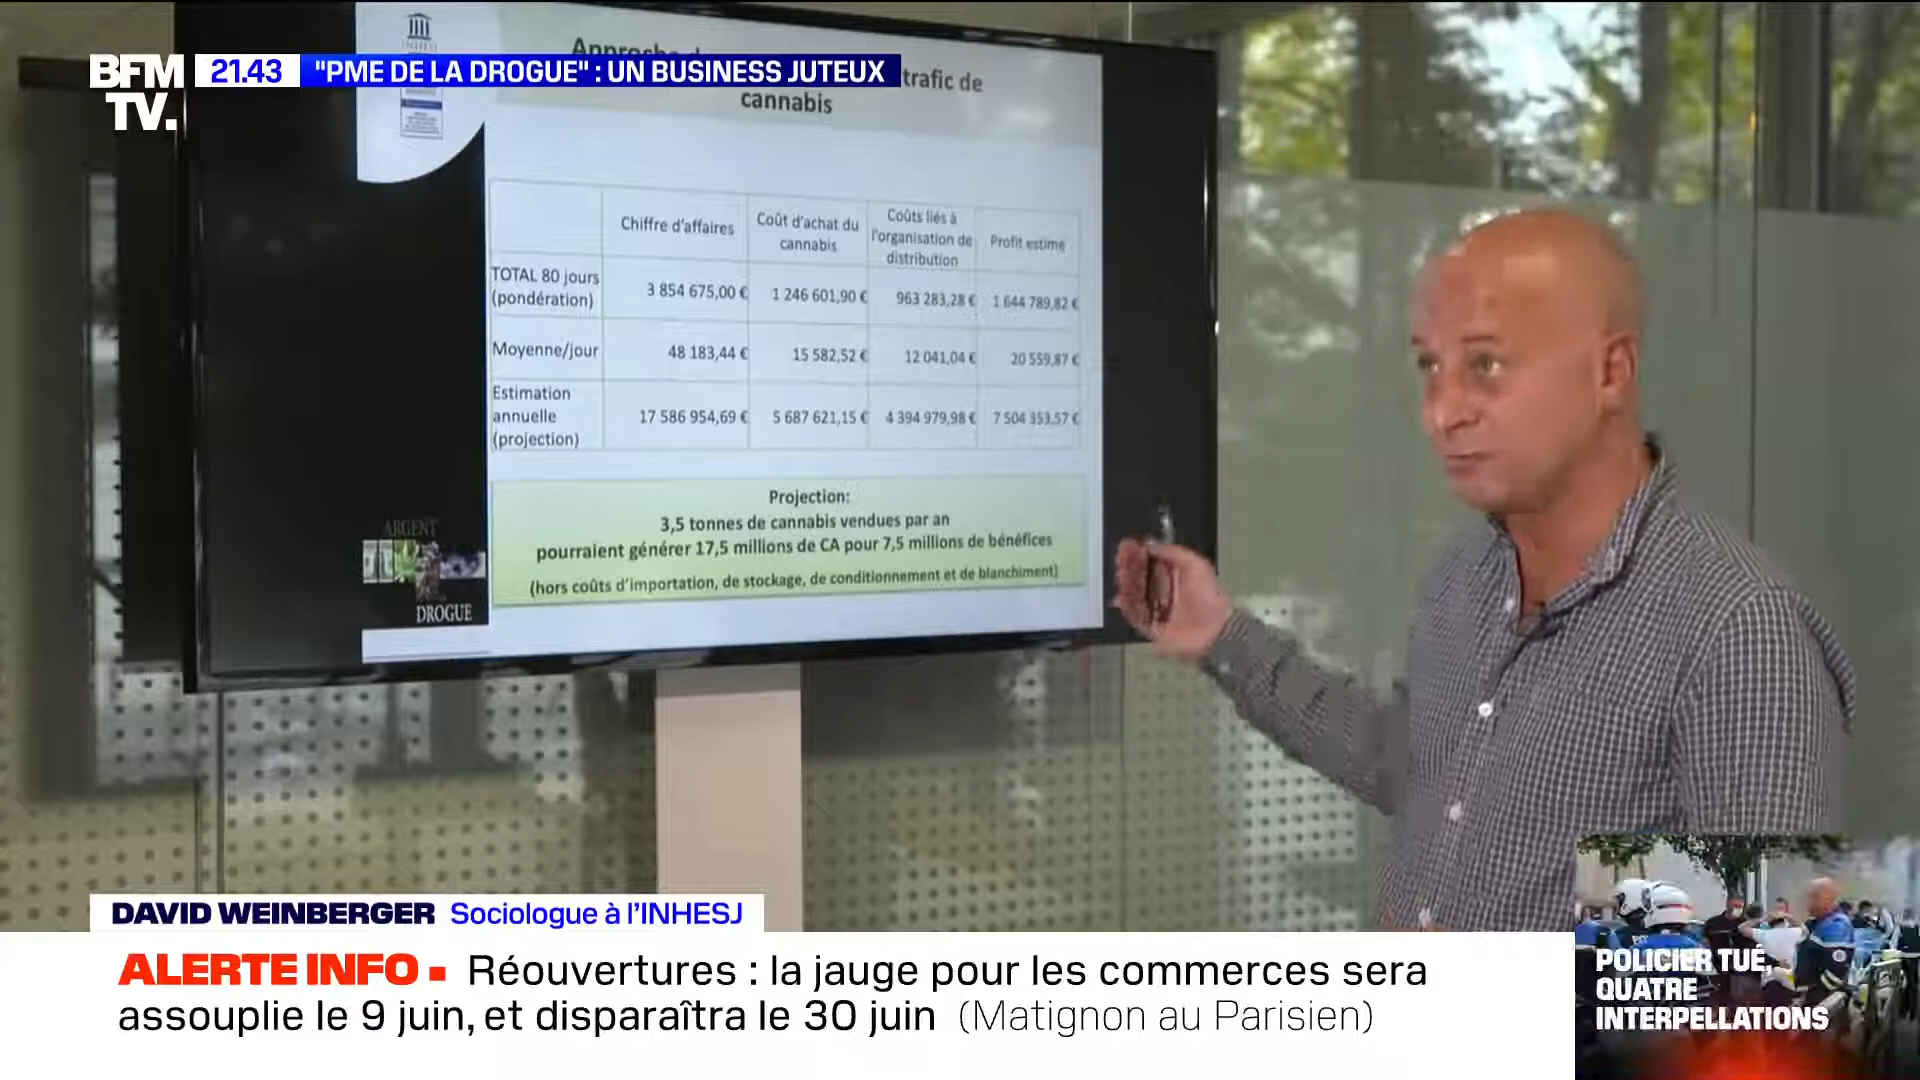 BFM
TV.
21.43
"PME DE LA DROGUE" : UN BUSINESS JUTEUX
trafic de
cannabis
Chiffre d'affaires
Coût d'achat du
cannabis
Coûts liés à
l'organisation de
distribution
Profit estimé
TOTAL 80 jours
(pondération)
3 854 675,00 €
1 246 601,90 €
963 283,28 €
1 644 789,82 €
Moyenne/jour
48 183,44 €
15 582,52 €
12 041,04 €
20 559,87 €
Estimation
annuelle
(projection)
17 586 954,69 €
5 687 621,15 €
4 394 979,98 €
7 504 353,57 €
Projection:
3,5 tonnes de cannabis vendues par an
pourraient générer 17,5 millions de CA pour 7,5 millions de bénéfices
(hors coûts d'importation, de stockage, de conditionnement et de blanchiment)
ARGENT
DROGUE
DAVID WEINBERGER Sociologue à l'INHESJ
ALERTE INFO Réouvertures : la jauge pour les commerces sera
assouplie le 9 juin, et disparaîtra le 30 juin (Matignon au Parisien)
POLICIER TUÉ,
QUATRE
INTERPELLATIONS